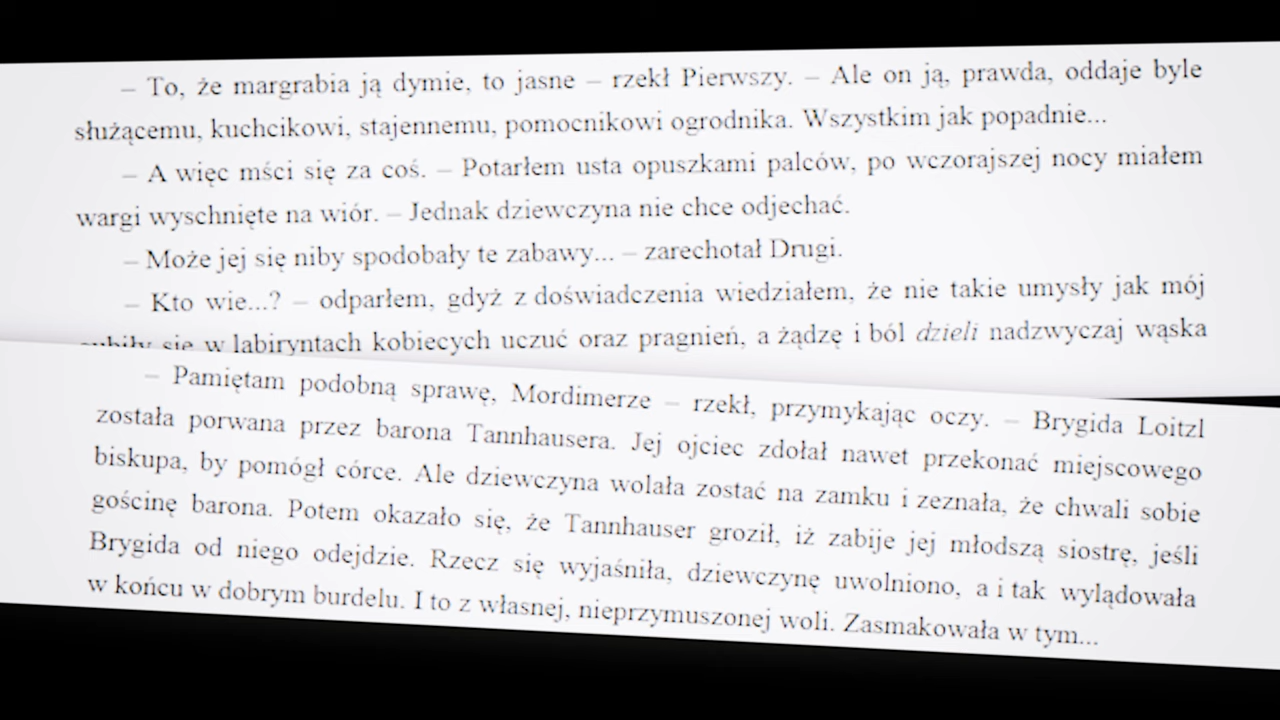 – To, że margrabia ją dymie, to jasne – rzekł Pierwszy. – Ale on ją, prawda, oddaje byle
służącemu, kuchcikowi, stajennemu, pomocnikowi ogrodnika. Wszystkim jak popadnie...
– A więc mści się za coś. – Potarłem usta opuszkami palców, po wczorajszej nocy miałem
wargi wyschnięte na wiór. – Jednak dziewczyna nie chce odjechać.
– Może jej się niby spodobały te zabawy... – zarechotał Drugi.
– Kto wie...? – odparłem, gdyż z doświadczenia wiedziałem, że nie takie umysły jak mój
się w labiryntach kobiecych uczuć oraz pragnień, a żądzę i ból dzieli nadzwyczaj wąska
– Pamiętam podobną sprawę, Mordimerze – rzekł, przymykając oczy. – Brygida Loitzl
została porwana przez barona Tannhausera. Jej ojciec zdołał nawet przekonać miejscowego
biskupa, by pomógł córce. Ale dziewczyna wolała zostać na zamku i zeznała, że chwali sobie
gościnę barona. Potem okazało się, że Tannhauser groził, iż zabije jej młodszą siostrę, jeśli
Brygida od niego odejdzie. Rzecz się wyjaśniła, dziewczynę uwolniono, a i tak wylądowała
w końcu w dobrym burdelu. I to z własnej, nieprzymuszonej woli. Zasmakowała w tym...